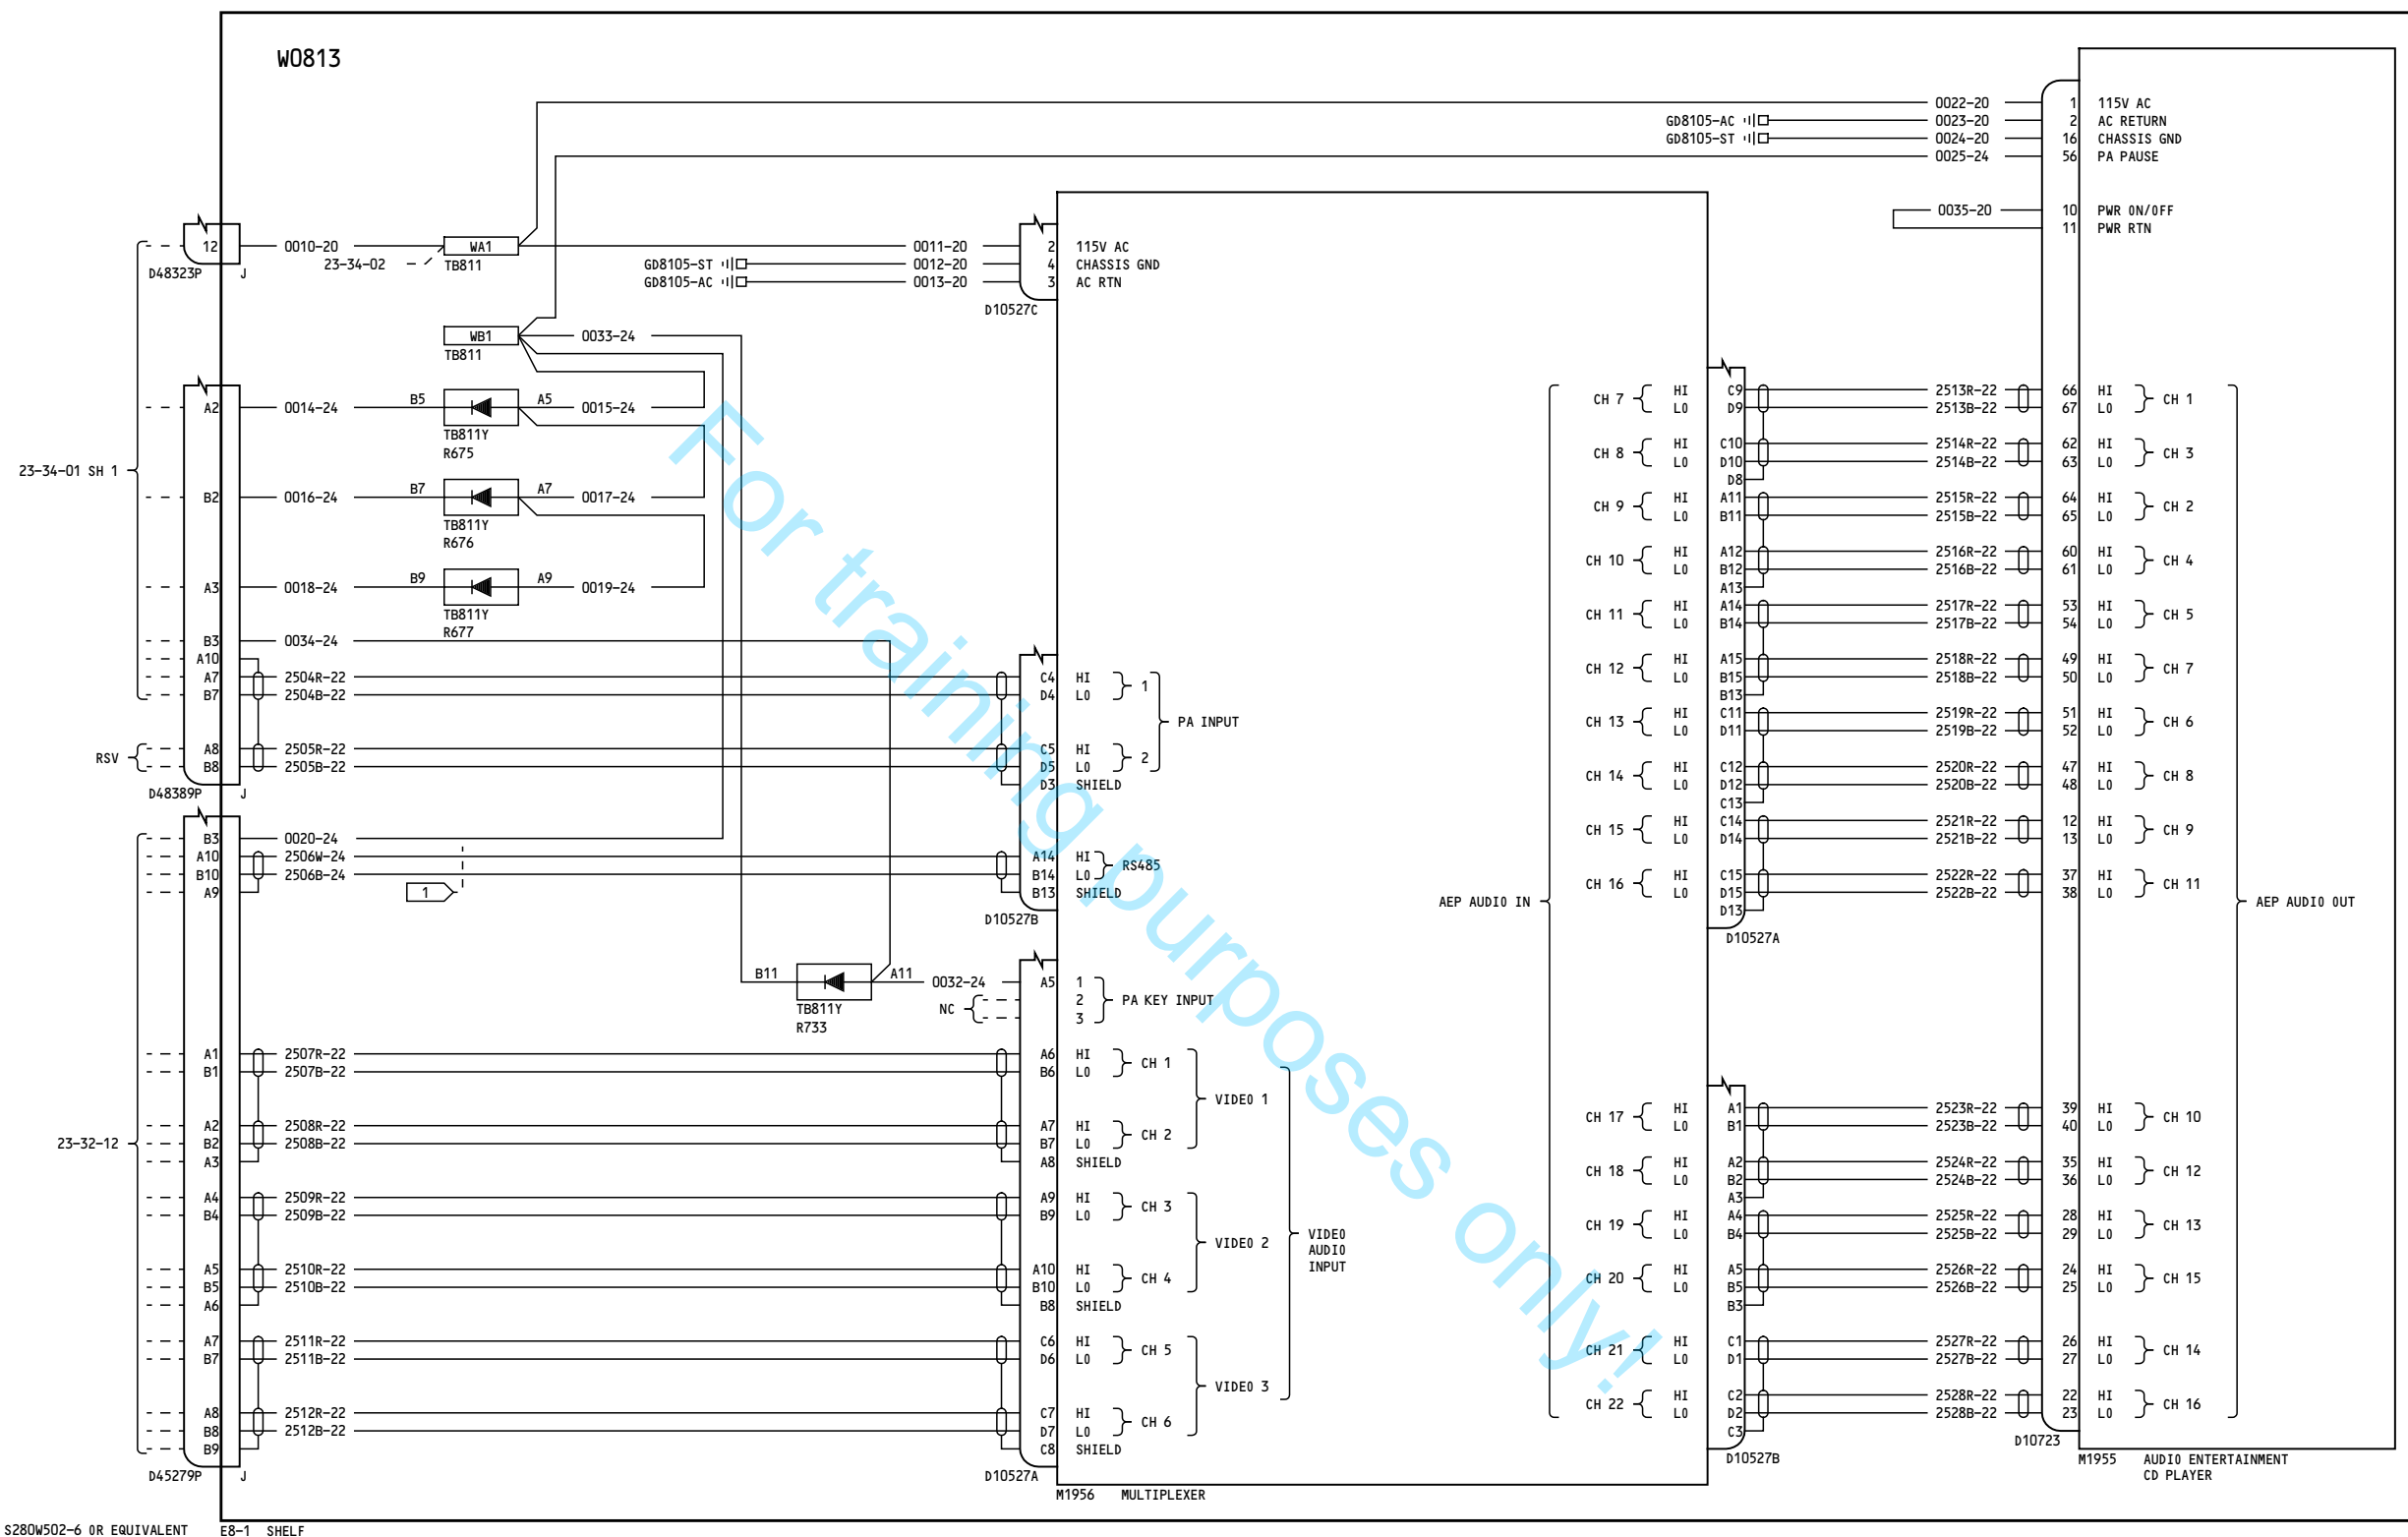 W0813
0022-20 1 115V AC
GD8105-AC 0023-20 2 AC RETURN
GD8105-ST 0024-20 16 CHASSIS GND
0025-24 56 PA PAUSE
0035-20 10 PWR ON/OFF
11 PWR RTN
12 0010-20 WA1 0011-20 2 115V AC
23-34-02 TB811 GD8105-ST 0012-20 4 CHASSIS GND
D48323P J GD8105-AC 0013-20 3 AC RTN
D10527C
WB1 0033-24
TB811
A2 0014-24 B5 A5 0015-24
TB811Y
R675
23-34-01 SH 1
B2 0016-24 B7 A7 0017-24
TB811Y
R676
A3 0018-24 B9 A9 0019-24
TB811Y
R677
B3 0034-24
A10
A7 2504R-22 C4 HI
B7 2504B-22 D4 LO
1
PA INPUT
A8 2505R-22 C5 HI
RSV
B8 2505B-22 D5 LO
2
D3 SHIELD
D48389P J
B3 0020-24
A10 2506W-24 A14 HI
B10 2506B-24 B14 LO
RS485
A9 1 B13 SHIELD
D10527B
B11 A11 0032-24 A5 1
NC 2 PA KEY INPUT
3
TB811Y
R733
A1 2507R-22 A6 HI
B1 2507B-22 B6 LO
CH 1
VIDEO 1
A2 2508R-22 A7 HI
B2 2508B-22 B7 LO
CH 2
23-32-12
A3 A8 SHIELD
A4 2509R-22 A9 HI
B4 2509B-22 B9 LO
CH 3
VIDEO 2
VIDEO
AUDIO
INPUT
A5 2510R-22 A10 HI
B5 2510B-22 B10 LO
CH 4
A6 B8 SHIELD
A7 2511R-22 C6 HI
B7 2511B-22 D6 LO
CH 5
VIDEO 3
A8 2512R-22 C7 HI
B8 2512B-22 D7 LO
CH 6
B9 C8 SHIELD
D45279P J D10527A
M1956 MULTIPLEXER
CH 7 HI C9 2513R-22 66 HI CH 1
LO D9 2513B-22 67 LO
CH 8 HI C10 2514R-22 62 HI CH 3
LO D10 2514B-22 63 LO
D8
CH 9 HI A11 2515R-22 64 HI CH 2
LO B11 2515B-22 65 LO
CH 10 HI A12 2516R-22 60 HI CH 4
LO B12 2516B-22 61 LO
A13
CH 11 HI A14 2517R-22 53 HI CH 5
LO B14 2517B-22 54 LO
CH 12 HI A15 2518R-22 49 HI CH 7
LO B15 2518B-22 50 LO
B13
CH 13 HI C11 2519R-22 51 HI CH 6
LO D11 2519B-22 52 LO
CH 14 HI C12 2520R-22 47 HI CH 8
LO D12 2520B-22 48 LO
C13
CH 15 HI C14 2521R-22 12 HI CH 9
LO D14 2521B-22 13 LO
CH 16 HI C15 2522R-22 37 HI CH 11
LO D15 2522B-22 38 LO
AEP AUDIO IN D13 AEP AUDIO OUT
D10527A
CH 17 HI A1 2523R-22 39 HI CH 10
LO B1 2523B-22 40 LO
CH 18 HI A2 2524R-22 35 HI CH 12
LO B2 2524B-22 36 LO
A3
CH 19 HI A4 2525R-22 28 HI CH 13
LO B4 2525B-22 29 LO
CH 20 HI A5 2526R-22 24 HI CH 15
LO B5 2526B-22 25 LO
B3
CH 21 HI C1 2527R-22 26 HI CH 14
LO D1 2527B-22 27 LO
CH 22 HI C2 2528R-22 22 HI CH 16
LO D2 2528B-22 23 LO
C3
D10527B D10723
M1955 AUDIO ENTERTAINMENT
CD PLAYER
S280W502-6 OR EQUIVALENT E8-1 SHELF
For training purposes only!